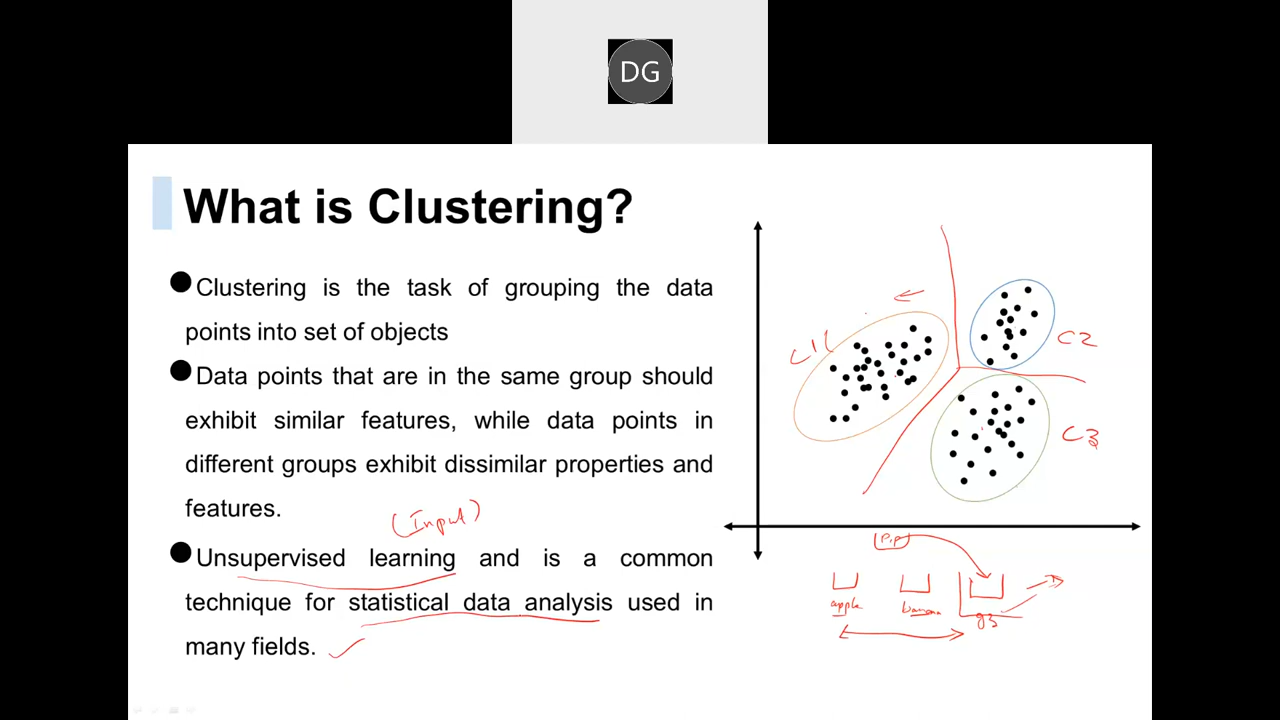 DG
What is Clustering?
Clustering is the task of grouping the data
points into set of objects
Data points that are in the same group should
exhibit similar features, while data points in
different groups exhibit dissimilar properties and
features.
(Input)
Unsupervised learning and is a common
technique for statistical data analysis used in
many fields.
C1
C2
C3
apple banana g3